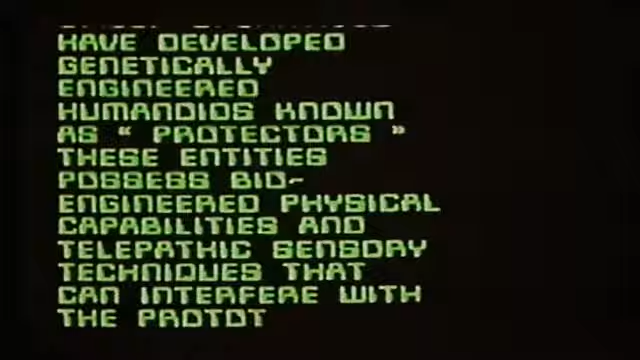 HAVE DEVELOPED
GENETICALLY
ENGINEERED
HUMANOIDS KNOWN
AS " PROTECTORS "
THESE ENTITIES
POSSESS BIO-
ENGINEERED PHYSICAL
CAPABILITIES AND
TELEPATHIC SENSORY
TECHNIQUES THAT
CAN INTERFERE WITH
THE PROTOT